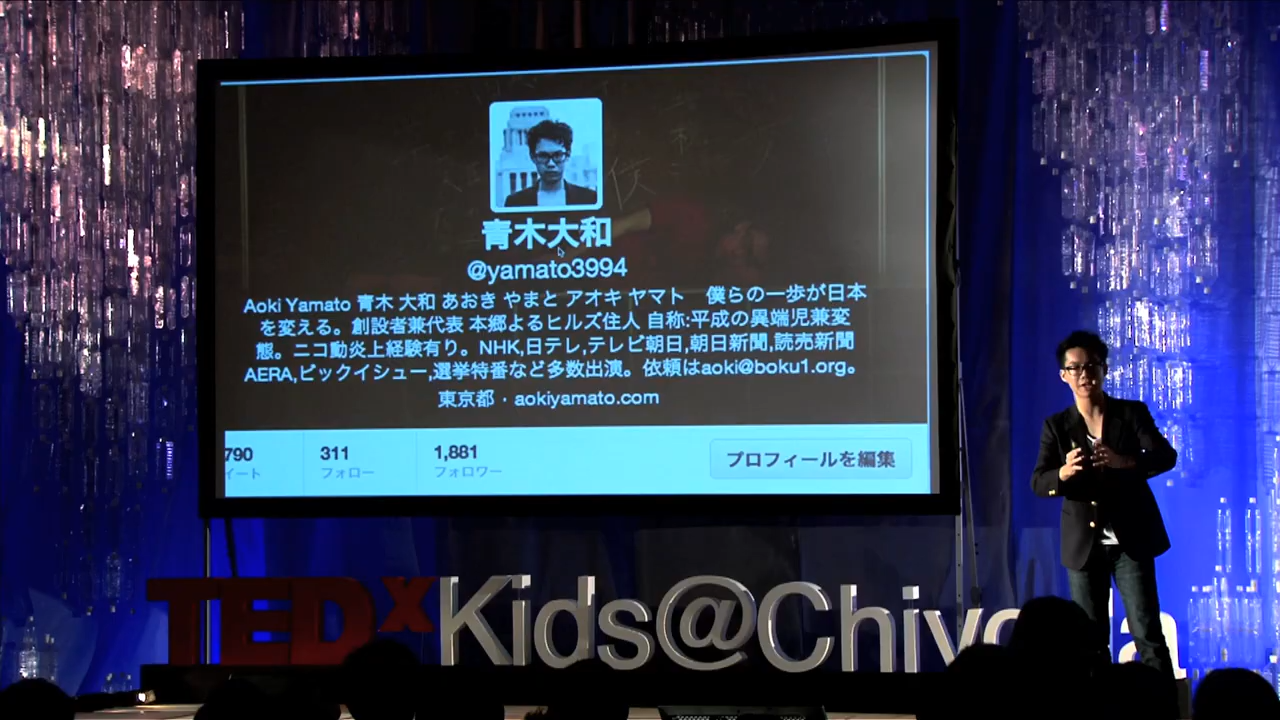 青木大和
@yamato3994
Aoki Yamato 青木 大和 あおき やまと アオキ ヤマト 僕らの一歩が日本
を変える。創設者兼代表 本郷よるヒルズ住人 自称:平成の異端児兼変
態。ニコ動炎上経験有り。NHK,日テレ,テレビ朝日,朝日新聞,読売新聞
AERA,ビックイシュー,選挙特番など多数出演。依頼はaoki@boku1.org。
東京都・aokiyamato.com
790 311 1,881
イート フォロー フォロワー
プロフィールを編集
TEDxKids@Chiyoda